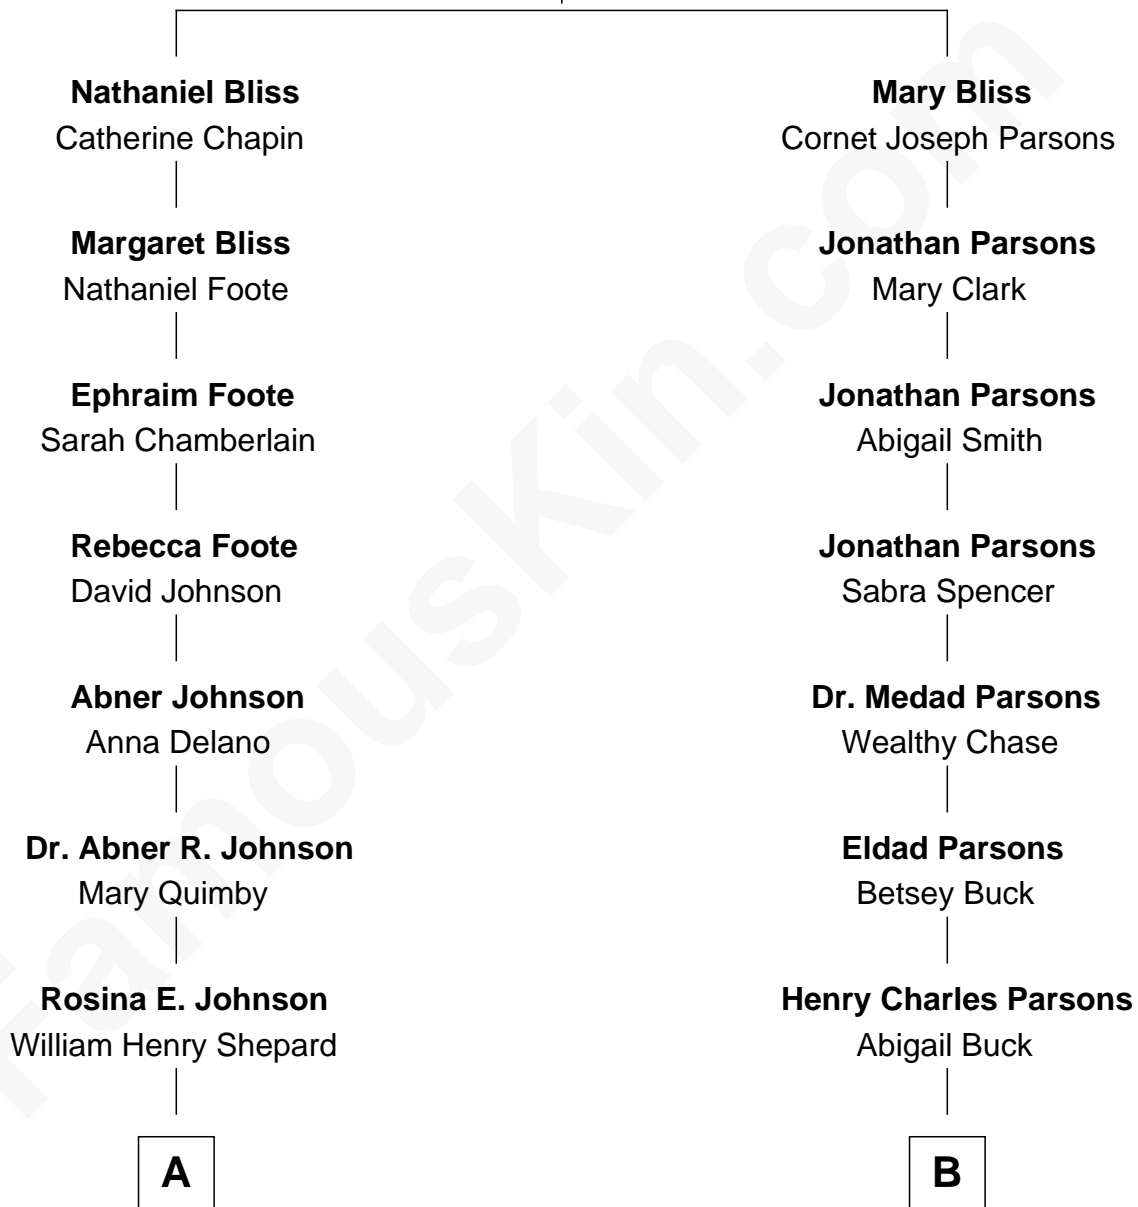 Nathaniel Bliss
Catherine Chapin
Mary Bliss
Cornet Joseph Parsons
Margaret Bliss
Nathaniel Foote
Jonathan Parsons
Mary Clark
Ephraim Foote
Sarah Chamberlain
Jonathan Parsons
Abigail Smith
Rebecca Foote
David Johnson
Jonathan Parsons
Sabra Spencer
Abner Johnson
Anna Delano
Dr. Medad Parsons
Wealthy Chase
Dr. Abner R. Johnson
Mary Quimby
Eldad Parsons
Betsey Buck
Rosina E. Johnson
William Henry Shepard
Henry Charles Parsons
Abigail Buck
A
B
FamousKin.com